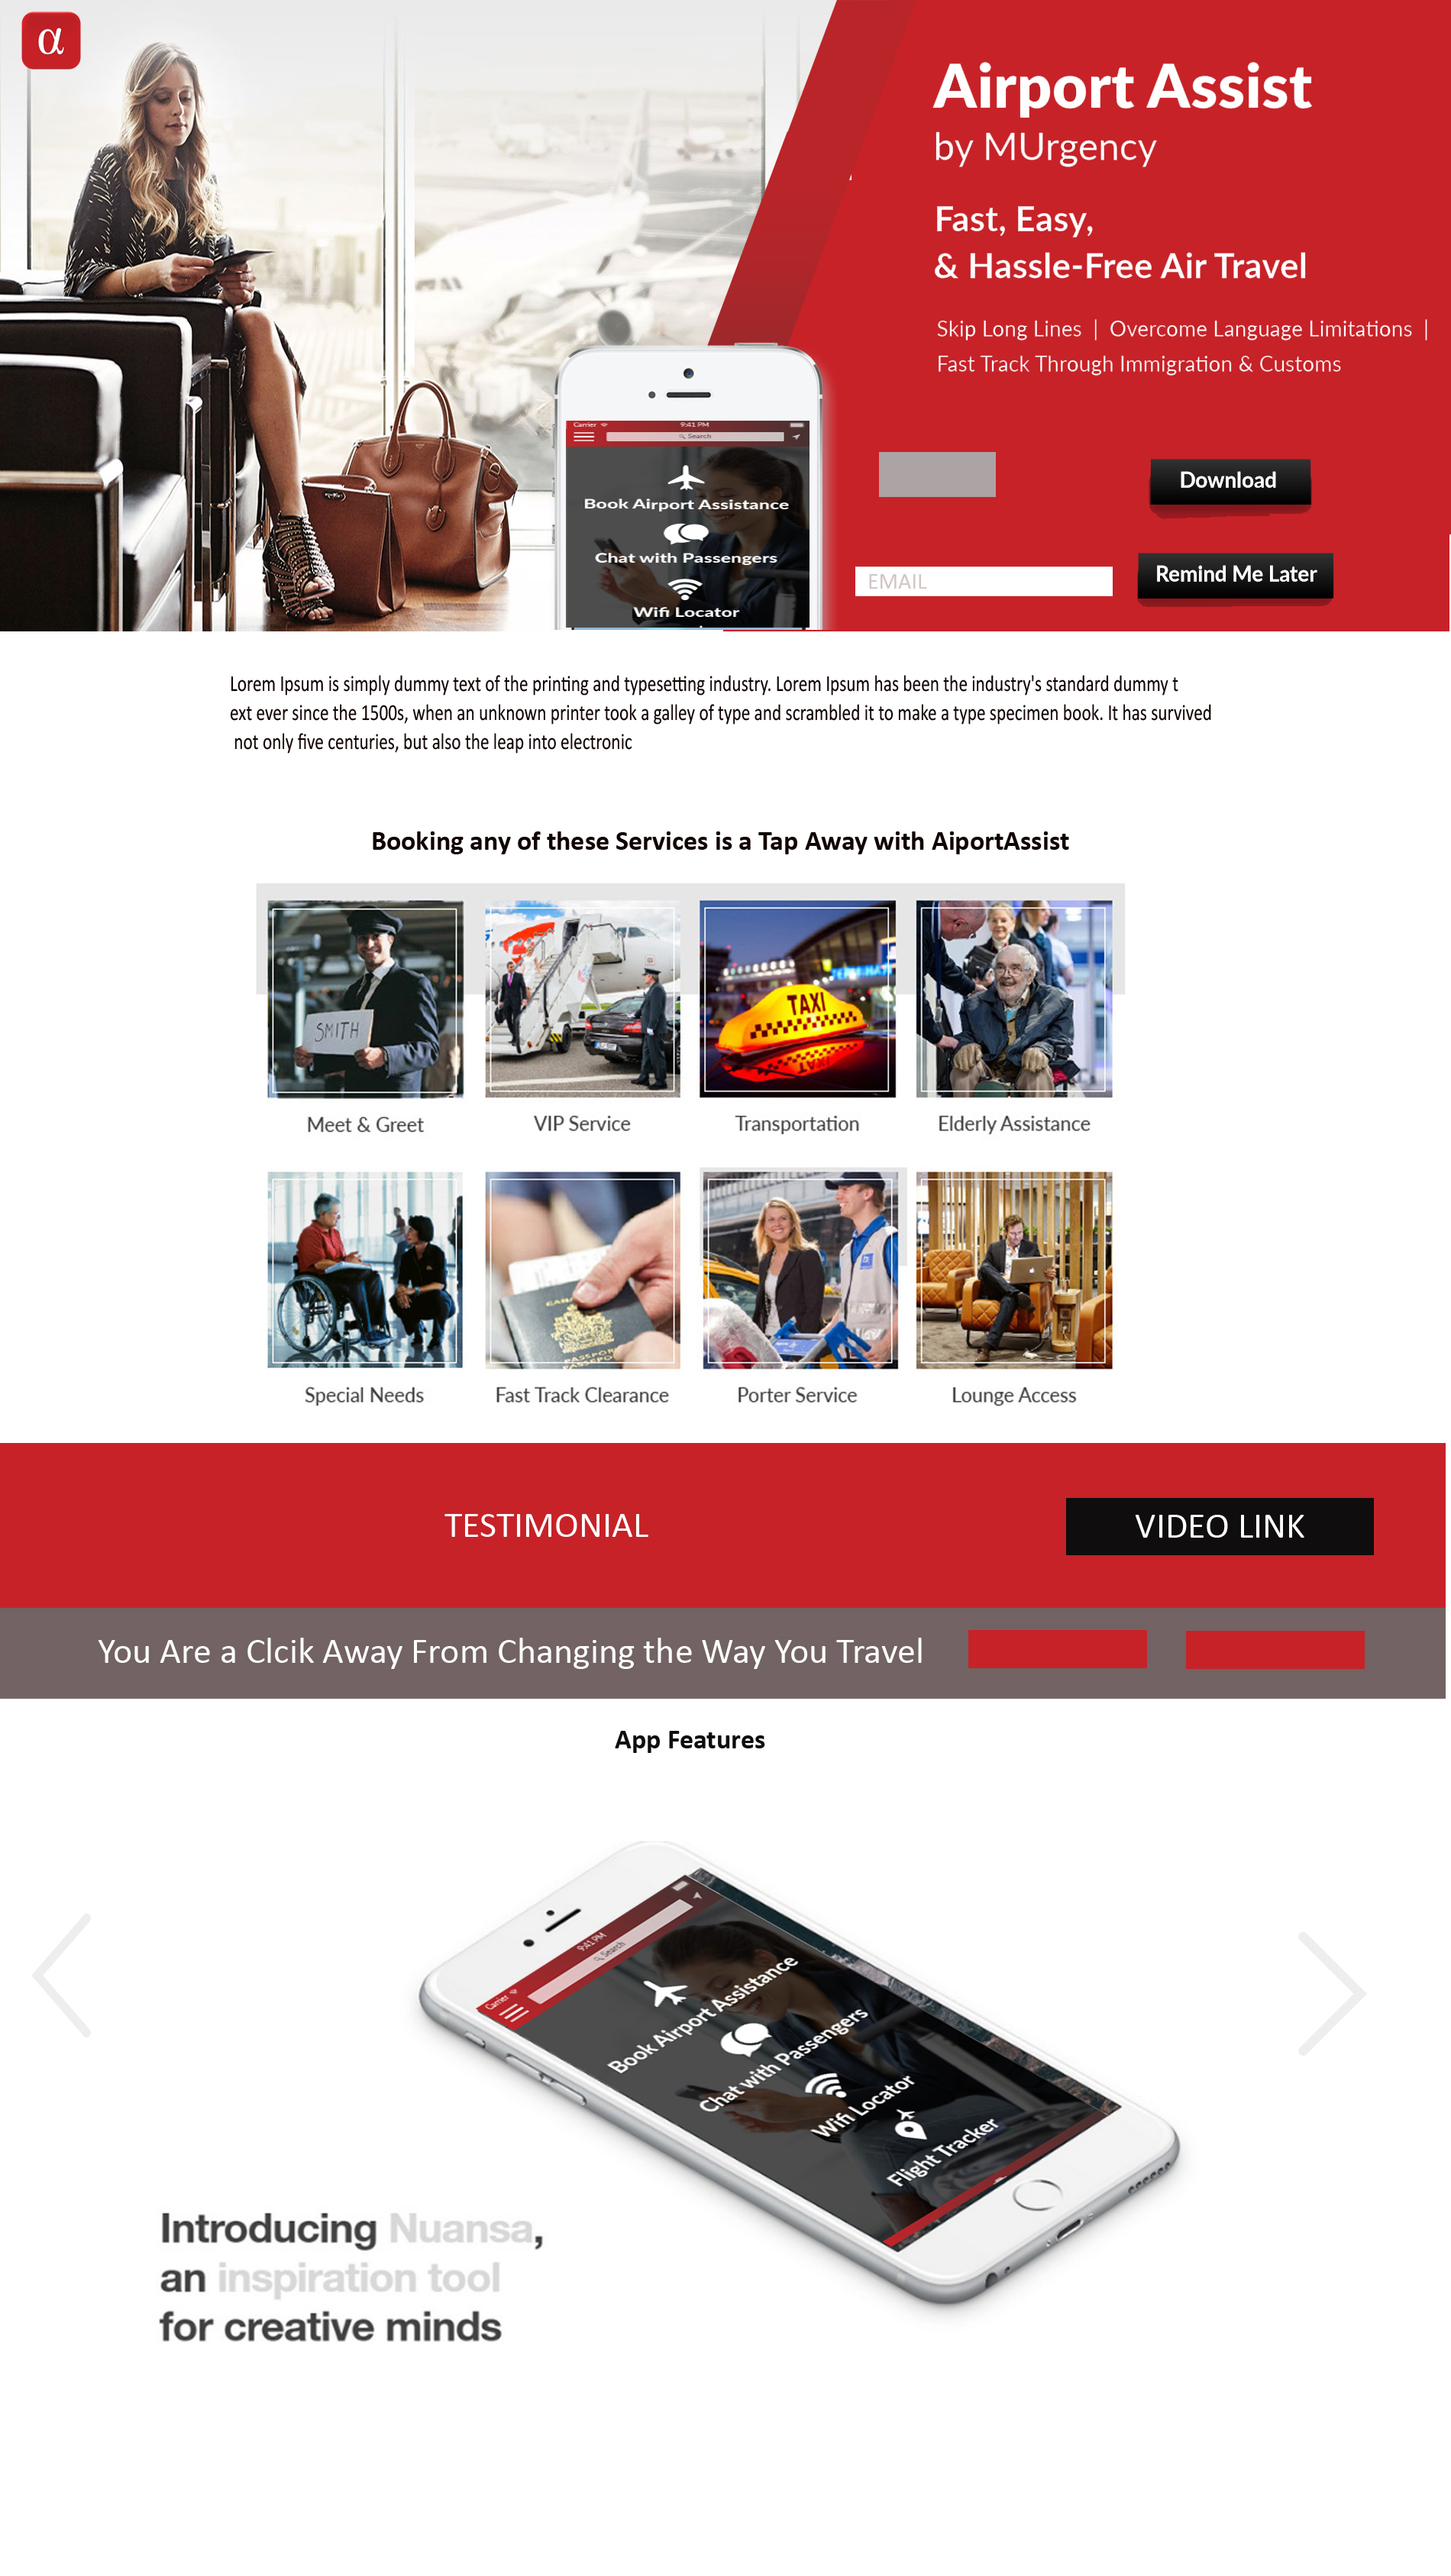 α
Airport Assist
by MUrgency
Fast, Easy,
& Hassle-Free Air Travel
Skip Long Lines | Overcome Language Limitations |
Fast Track Through Immigration & Customs
Carrier 9:41 PM
Search
Book Airport Assistance
Chat with Passengers
Wifi Locator
Download
EMAIL
Remind Me Later
Lorem Ipsum is simply dummy text of the printing and typesetting industry. Lorem Ipsum has been the industry's standard dummy t
ext ever since the 1500s, when an unknown printer took a galley of type and scrambled it to make a type specimen book. It has survived
not only five centuries, but also the leap into electronic
Booking any of these Services is a Tap Away with AiportAssist
SMITH
TAXI
Meet & Greet
VIP Service
Transportation
Elderly Assistance
PASSPOR
Special Needs
Fast Track Clearance
Porter Service
Lounge Access
TESTIMONIAL
VIDEO LINK
You Are a Clcik Away From Changing the Way You Travel
App Features
Carrier 9:41 PM
Search
Book Airport Assistance
Chat with Passengers
Wifi Locator
Flight Tracker
Introducing Nuansa,
an inspiration tool
for creative minds